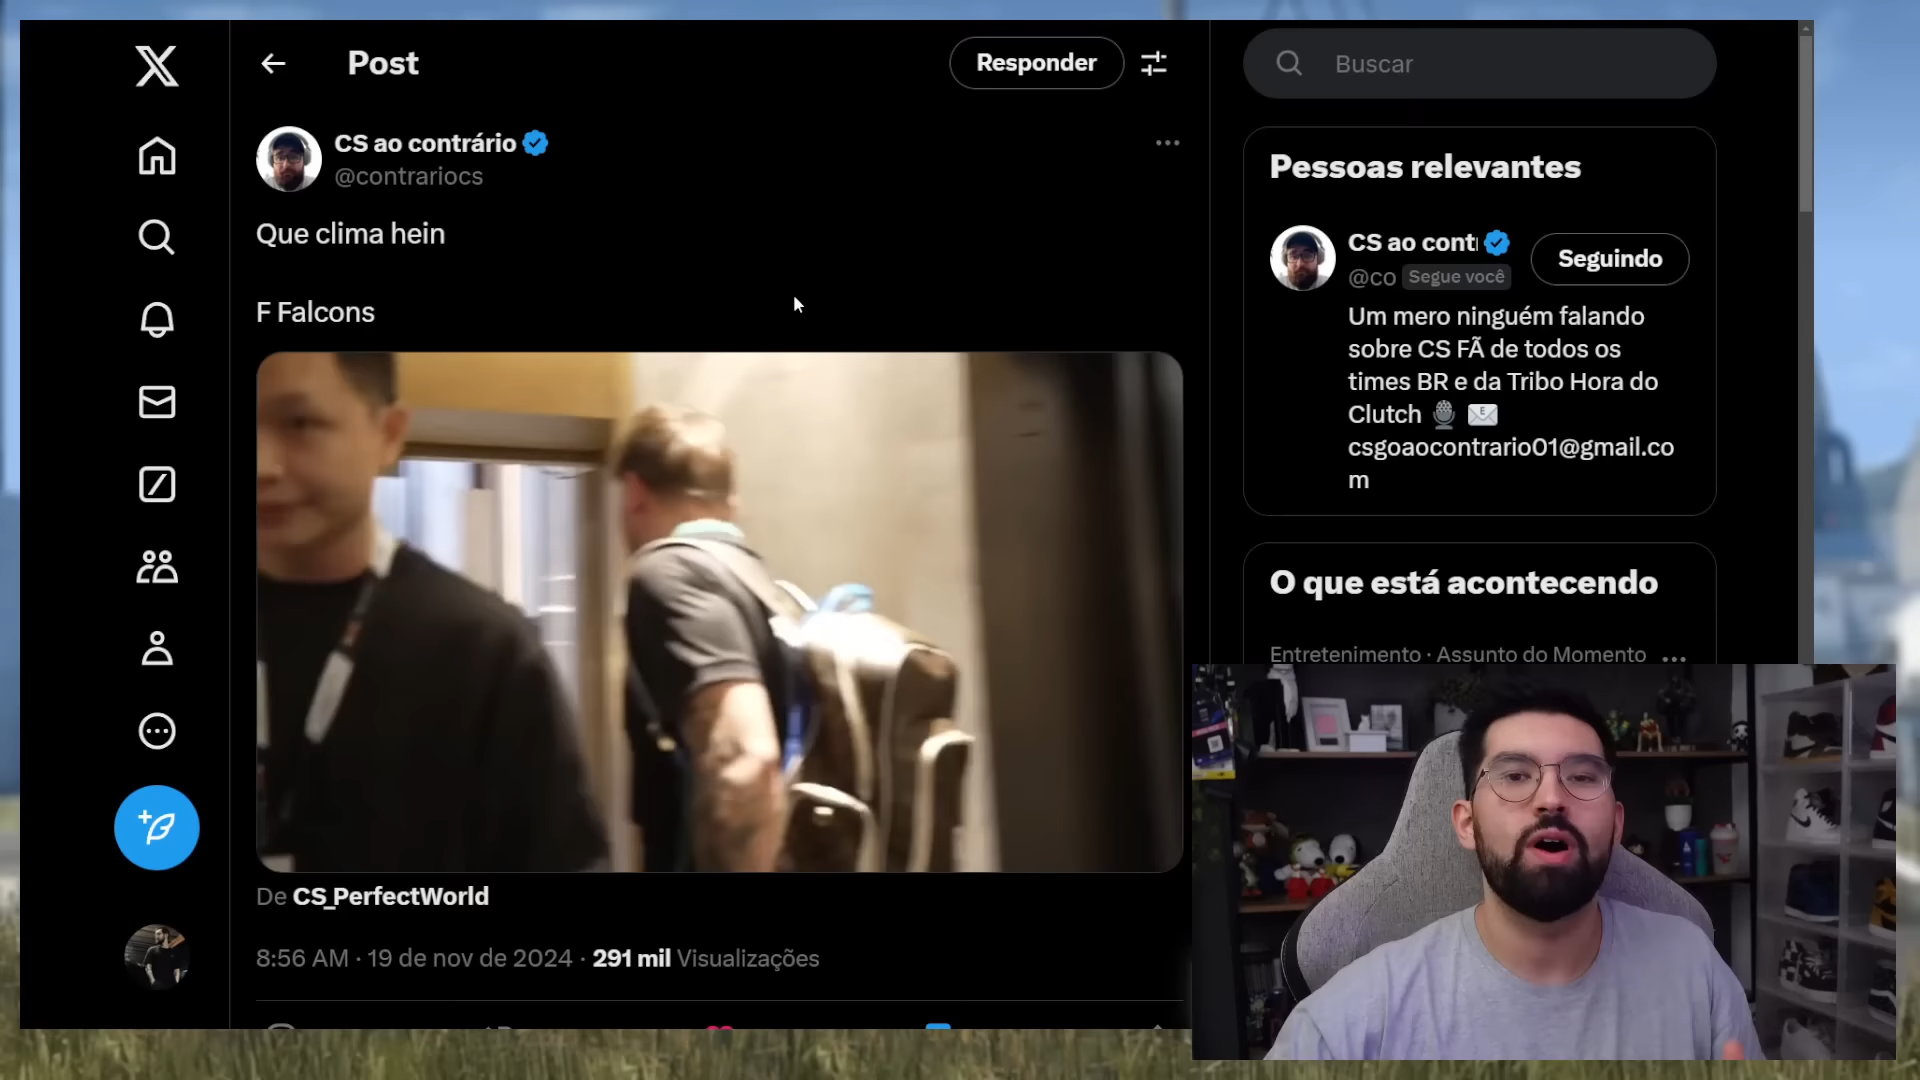 Post
Responder
Buscar
CS ao contrário
@contrariocs
Que clima hein
F Falcons
De CS_PerfectWorld
8:56 AM · 19 de nov de 2024 · 291 mil Visualizações
Pessoas relevantes
CS ao cont
@co Segue você
Seguindo
Um mero ninguém falando
sobre CS FÃ de todos os
times BR e da Tribo Hora do
Clutch 🎙️ 📧
csgoaocontrario01@gmail.co
m
O que está acontecendo
Entretenimento · Assunto do Momento